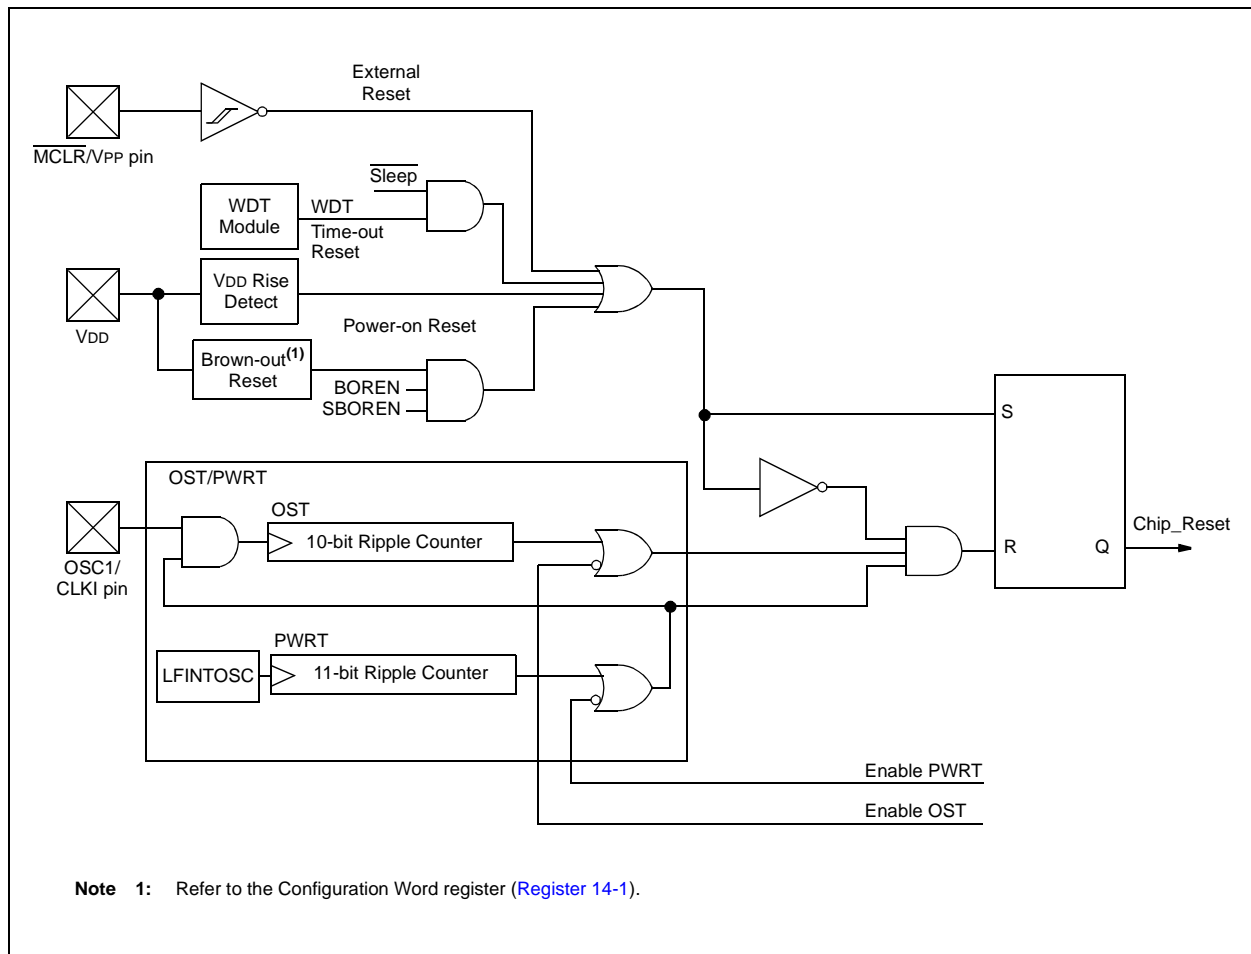 External
Reset
MCLR/VPP pin
Sleep
WDT
Module
WDT
Time-out
Reset
VDD Rise
Detect
VDD
Power-on Reset
Brown-out(1)
Reset
BOREN
SBOREN
S
OST/PWRT
OST
10-bit Ripple Counter
Chip_Reset
R
Q
OSC1/
CLKI pin
PWRT
LFINTOSC
11-bit Ripple Counter
Enable PWRT
Enable OST
Note 1: Refer to the Configuration Word register (Register 14-1).